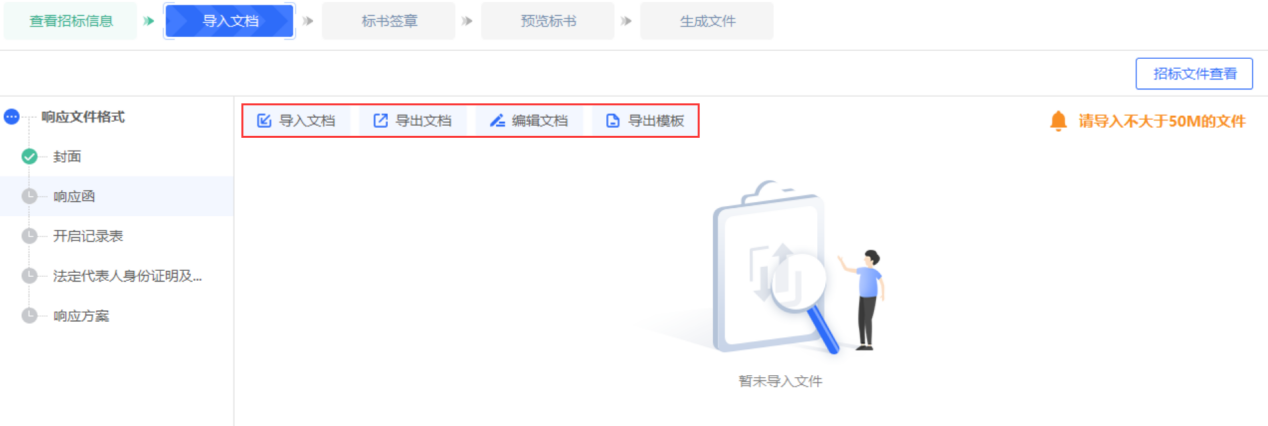 查看招标信息 导入文档 标书签章 预览标书 生成文件
招标文件查看
响应文件格式 导入文档 导出文档 编辑文档 导出模板 请导入不大于50M的文件
封面
响应函
开启记录表
法定代表人身份证明及...
响应方案
暂未导入文件